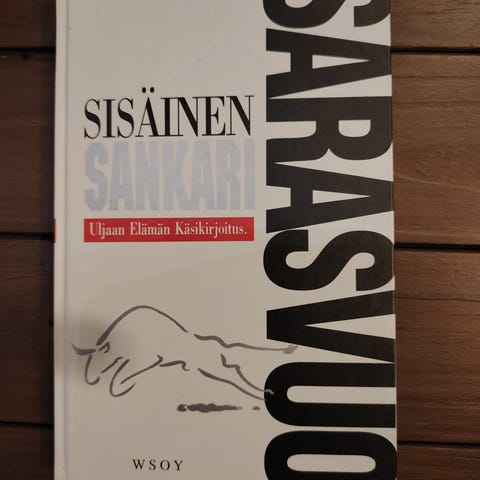 SISÄINEN
SANKARI
Uljaan Elämän Käsikirjoitus.
SARASVUO
WSOY